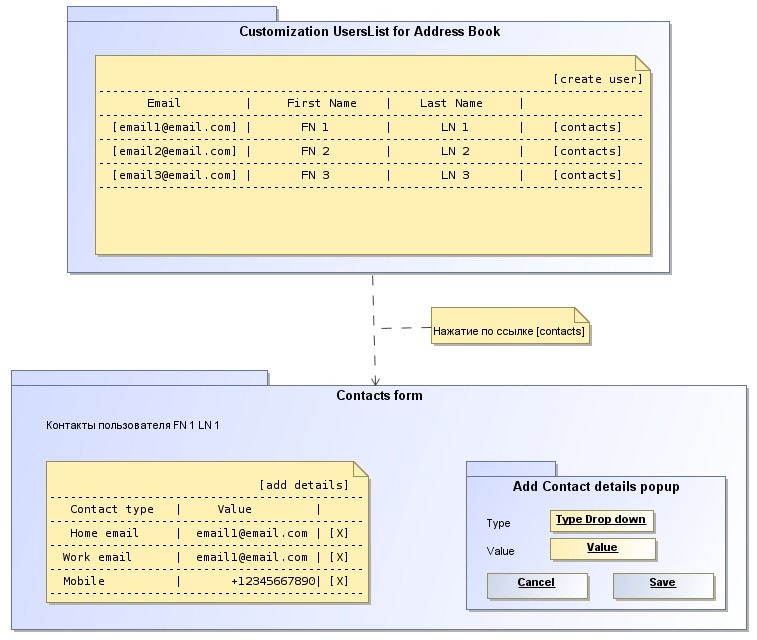 Customization UsersList for Address Book
[create user]
Email | First Name | Last Name |
[email1@email.com] | FN 1 | LN 1 | [contacts]
[email2@email.com] | FN 2 | LN 2 | [contacts]
[email3@email.com] | FN 3 | LN 3 | [contacts]
Нажатие по ссылке [contacts]
Contacts form
Контакты пользователя FN 1 LN 1
[add details]
Contact type | Value |
Home email | email1@email.com | [X]
Work email | email1@email.com | [X]
Mobile | +12345667890| [X]
Add Contact details popup
Type Type Drop down
Value Value
Cancel Save